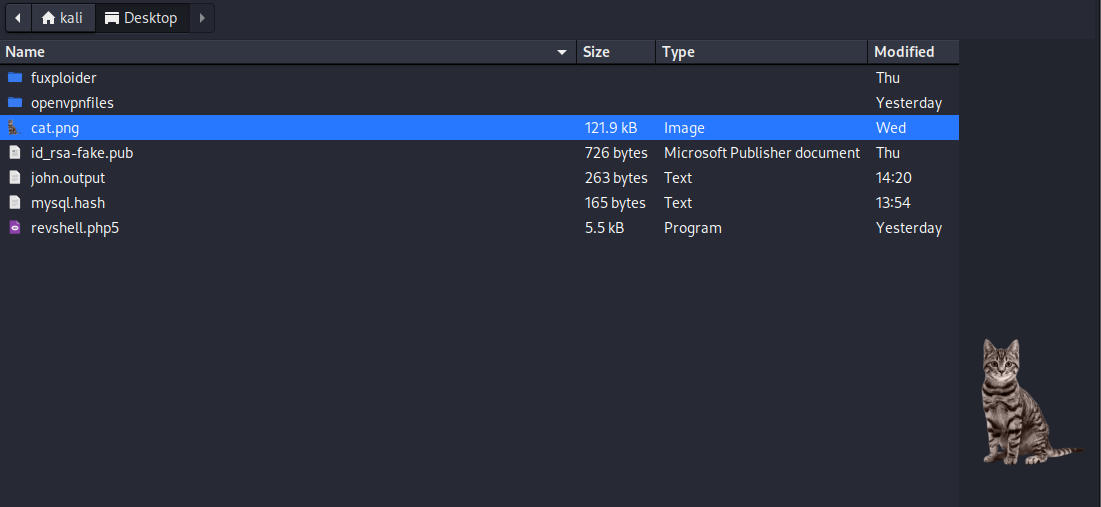 kali Desktop
Name Size Type Modified
fuxploider Thu
openvpnfiles Yesterday
cat.png 121.9 kB Image Wed
id_rsa-fake.pub 726 bytes Microsoft Publisher document Thu
john.output 263 bytes Text 14:20
mysql.hash 165 bytes Text 13:54
revshell.php5 5.5 kB Program Yesterday